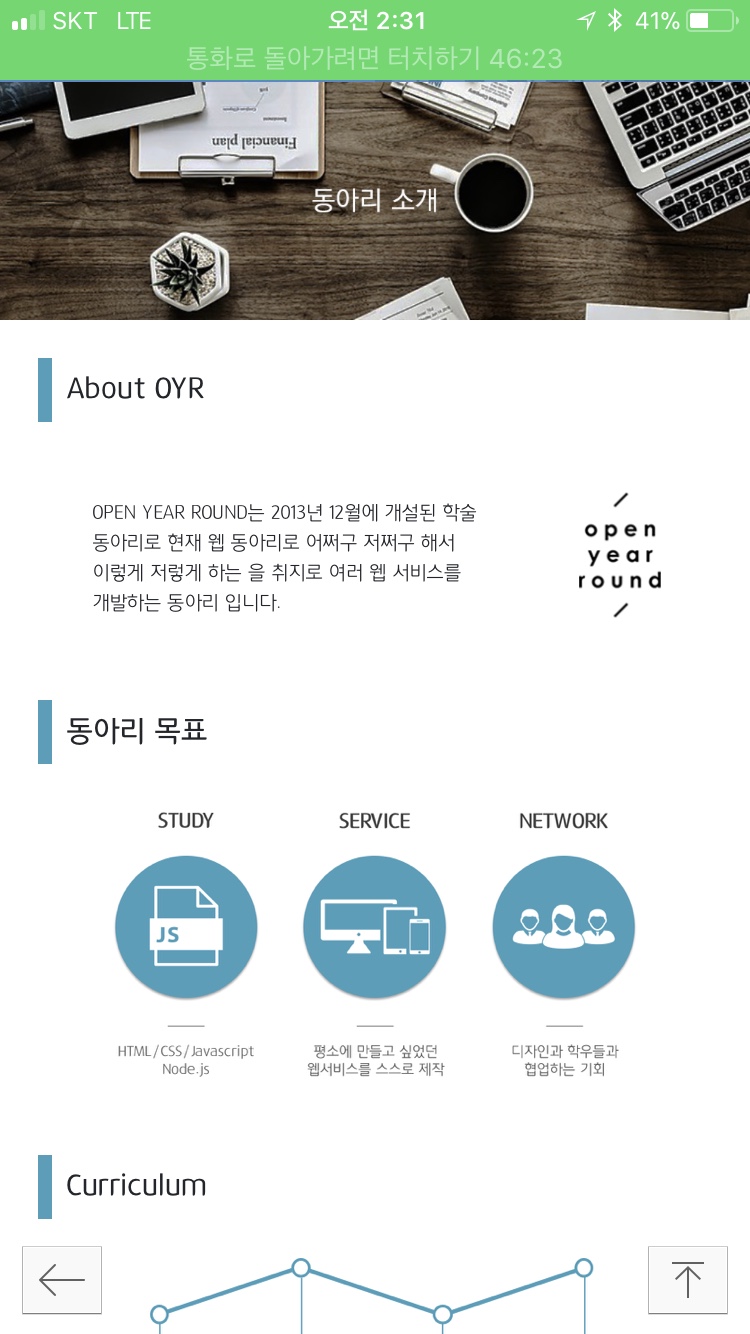 SKT LTE 오전 2:31 41%
통화로 돌아가려면 터치하기 46:23
Financial plan
동아리 소개
About OYR
OPEN YEAR ROUND는 2013년 12월에 개설된 학술
동아리로 현재 웹 동아리로 어쩌구 저쩌구 해서
이렇게 저렇게 하는 을 취지로 여러 웹 서비스를
개발하는 동아리 입니다.
open
year
round
동아리 목표
STUDY
SERVICE
NETWORK
JS
HTML/CSS/Javascript
Node.js
평소에 만들고 싶었던
웹서비스를 스스로 제작
디자인과 학우들과
협업하는 기회
Curriculum